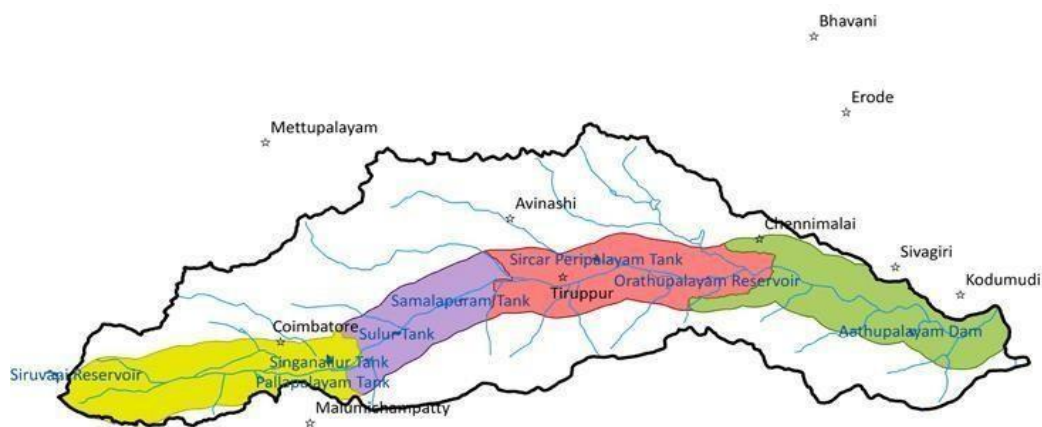 Bhavani
Erode
Mettupalayam
Avinashi
Chennimalai
Sircar Peripalayam Tank
Sivagiri
Orathupalayam Reservoir
Kodumudi
Tiruppur
Samalapuram Tank
Coimbatore
Sulur Tank
Aathupalayam Dam
Singanallur Tank
Siruvani Reservoir
Pallapalayam Tank
Malumichampatty